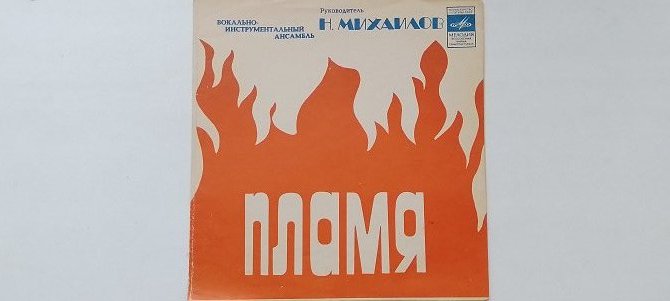 ВОКАЛЬНО-
ИНСТРУМЕНТАЛЬНЫЙ
АНСАМБЛЬ
Руководитель
Н. МИХАЙЛОВ
МЕЛОДИЯ
ПЛАМЯ